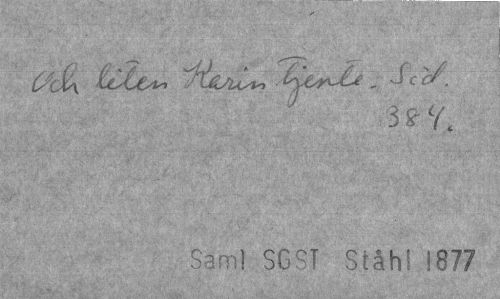 Och liten Karin tjente. Sid.
384.
Saml SGST Ståhl 1877